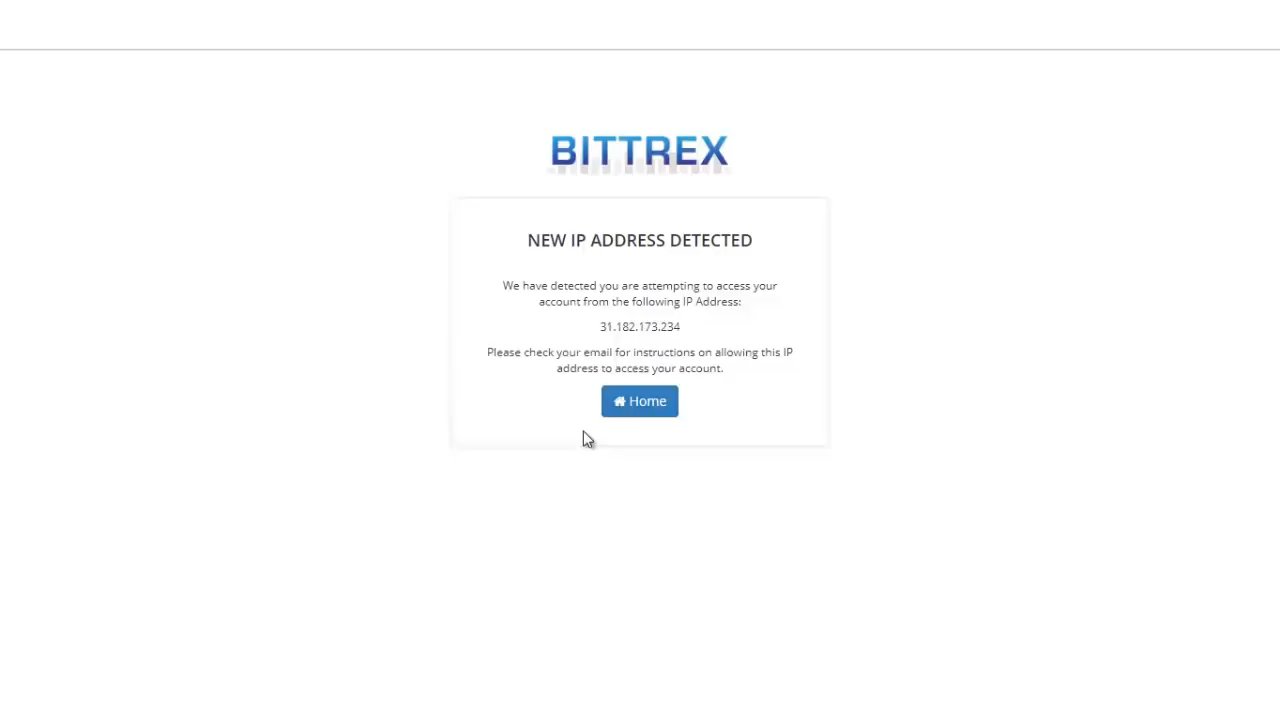 BITTREX
NEW IP ADDRESS DETECTED
We have detected you are attempting to access your
account from the following IP Address:
31.182.173.234
Please check your email for instructions on allowing this IP
address to access your account.
Home